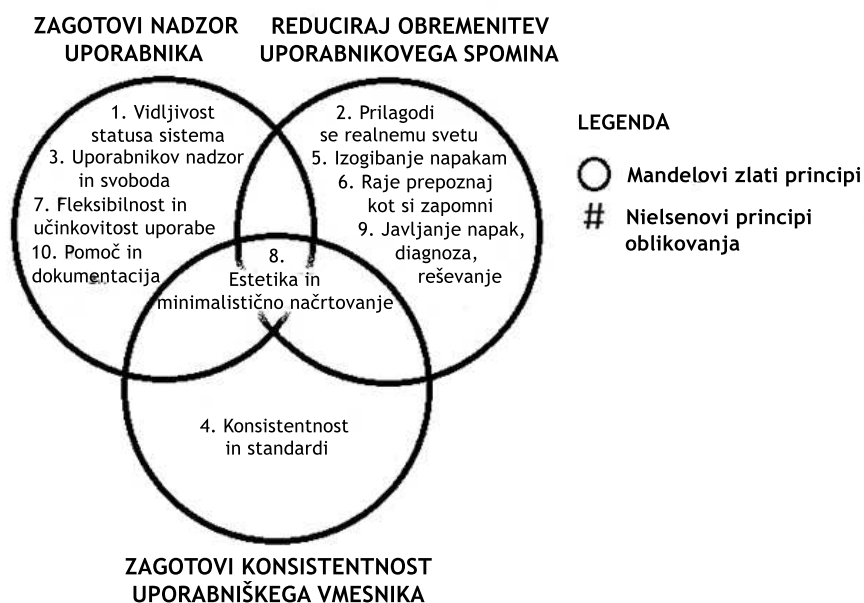 ZAGOTOVI NADZOR
UPORABNIKA
REDUCIRAJ OBREMENITEV
UPORABNIKOVEGA SPOMINA
1. Vidljivost
statusa sistema
3. Uporabnikov nadzor
in svoboda
7. Fleksibilnost in
učinkovitost uporabe
10. Pomoč in
dokumentacija
2. Prilagodi
se realnemu svetu
5. Izogibanje napakam
6. Raje prepoznaj
kot si zapomni
9. Javljanje napak,
diagnoza,
reševanje
8.
Estetika in
minimalistično načrtovanje
4. Konsistentnost
in standardi
ZAGOTOVI KONSISTENTNOST
UPORABNIŠKEGA VMESNIKA
LEGENDA
Mandelovi zlati principi
# Nielsenovi principi
oblikovanja